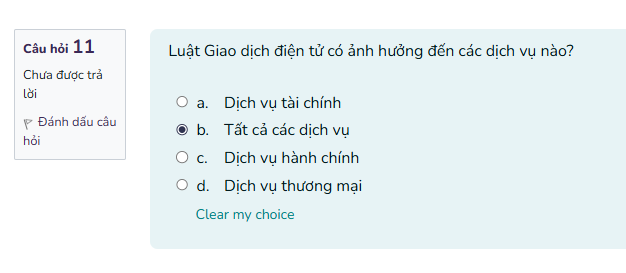 Câu hỏi 11
Chưa được trả
lời
Đánh dấu câu
hỏi
Luật Giao dịch điện tử có ảnh hưởng đến các dịch vụ nào?
a. Dịch vụ tài chính
b. Tất cả các dịch vụ
c. Dịch vụ hành chính
d. Dịch vụ thương mại
Clear my choice